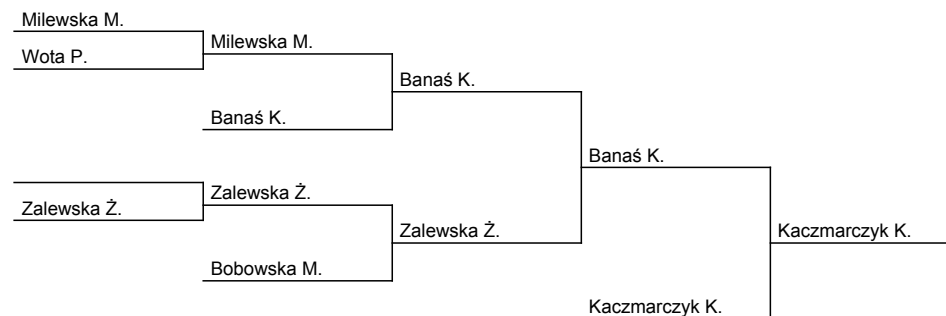 Milewska M.
Wota P.
Milewska M.
Banaś K.
Banaś K.
Banaś K.
Zalewska Ż.
Zalewska Ż.
Zalewska Ż.
Bobowska M.
Kaczmarczyk K.
Kaczmarczyk K.